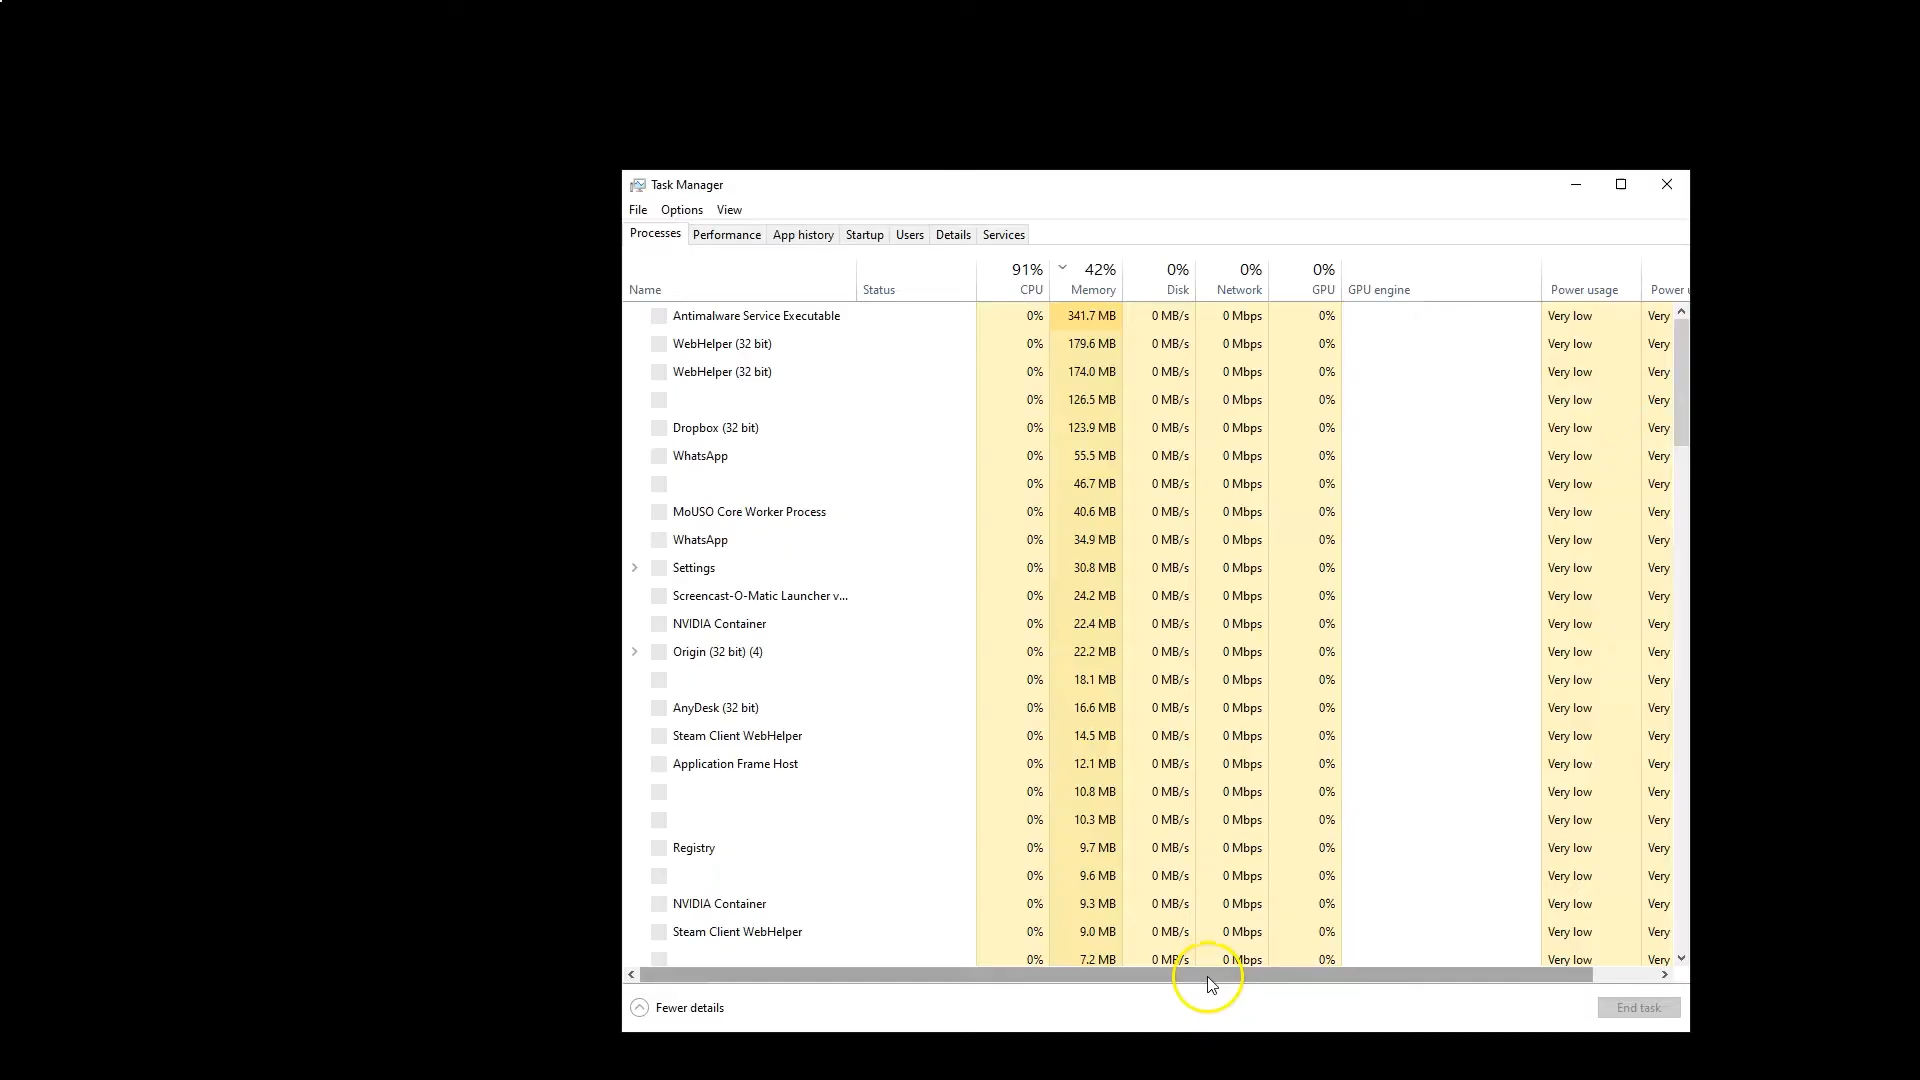 Task Manager
File Options View
Processes Performance App history Startup Users Details Services
91% 42% 0% 0% 0%
Name Status CPU Memory Disk Network GPU GPU engine Power usage Power u
Antimalware Service Executable 0% 341.7 MB 0 MB/s 0 Mbps 0% Very low Very
WebHelper (32 bit) 0% 179.6 MB 0 MB/s 0 Mbps 0% Very low Very
WebHelper (32 bit) 0% 174.0 MB 0 MB/s 0 Mbps 0% Very low Very
0% 126.5 MB 0 MB/s 0 Mbps 0% Very low Very
Dropbox (32 bit) 0% 123.9 MB 0 MB/s 0 Mbps 0% Very low Very
WhatsApp 0% 55.5 MB 0 MB/s 0 Mbps 0% Very low Very
0% 46.7 MB 0 MB/s 0 Mbps 0% Very low Very
MoUSO Core Worker Process 0% 40.6 MB 0 MB/s 0 Mbps 0% Very low Very
WhatsApp 0% 34.9 MB 0 MB/s 0 Mbps 0% Very low Very
Settings 0% 30.8 MB 0 MB/s 0 Mbps 0% Very low Very
Screencast-O-Matic Launcher v... 0% 24.2 MB 0 MB/s 0 Mbps 0% Very low Very
NVIDIA Container 0% 22.4 MB 0 MB/s 0 Mbps 0% Very low Very
Origin (32 bit) (4) 0% 22.2 MB 0 MB/s 0 Mbps 0% Very low Very
0% 18.1 MB 0 MB/s 0 Mbps 0% Very low Very
AnyDesk (32 bit) 0% 16.6 MB 0 MB/s 0 Mbps 0% Very low Very
Steam Client WebHelper 0% 14.5 MB 0 MB/s 0 Mbps 0% Very low Very
Application Frame Host 0% 12.1 MB 0 MB/s 0 Mbps 0% Very low Very
0% 10.8 MB 0 MB/s 0 Mbps 0% Very low Very
0% 10.3 MB 0 MB/s 0 Mbps 0% Very low Very
Registry 0% 9.7 MB 0 MB/s 0 Mbps 0% Very low Very
0% 9.6 MB 0 MB/s 0 Mbps 0% Very low Very
NVIDIA Container 0% 9.3 MB 0 MB/s 0 Mbps 0% Very low Very
Steam Client WebHelper 0% 9.0 MB 0 MB/s 0 Mbps 0% Very low Very
0% 7.2 MB 0 MB/s 0 Mbps 0% Very low Very
Fewer details End task